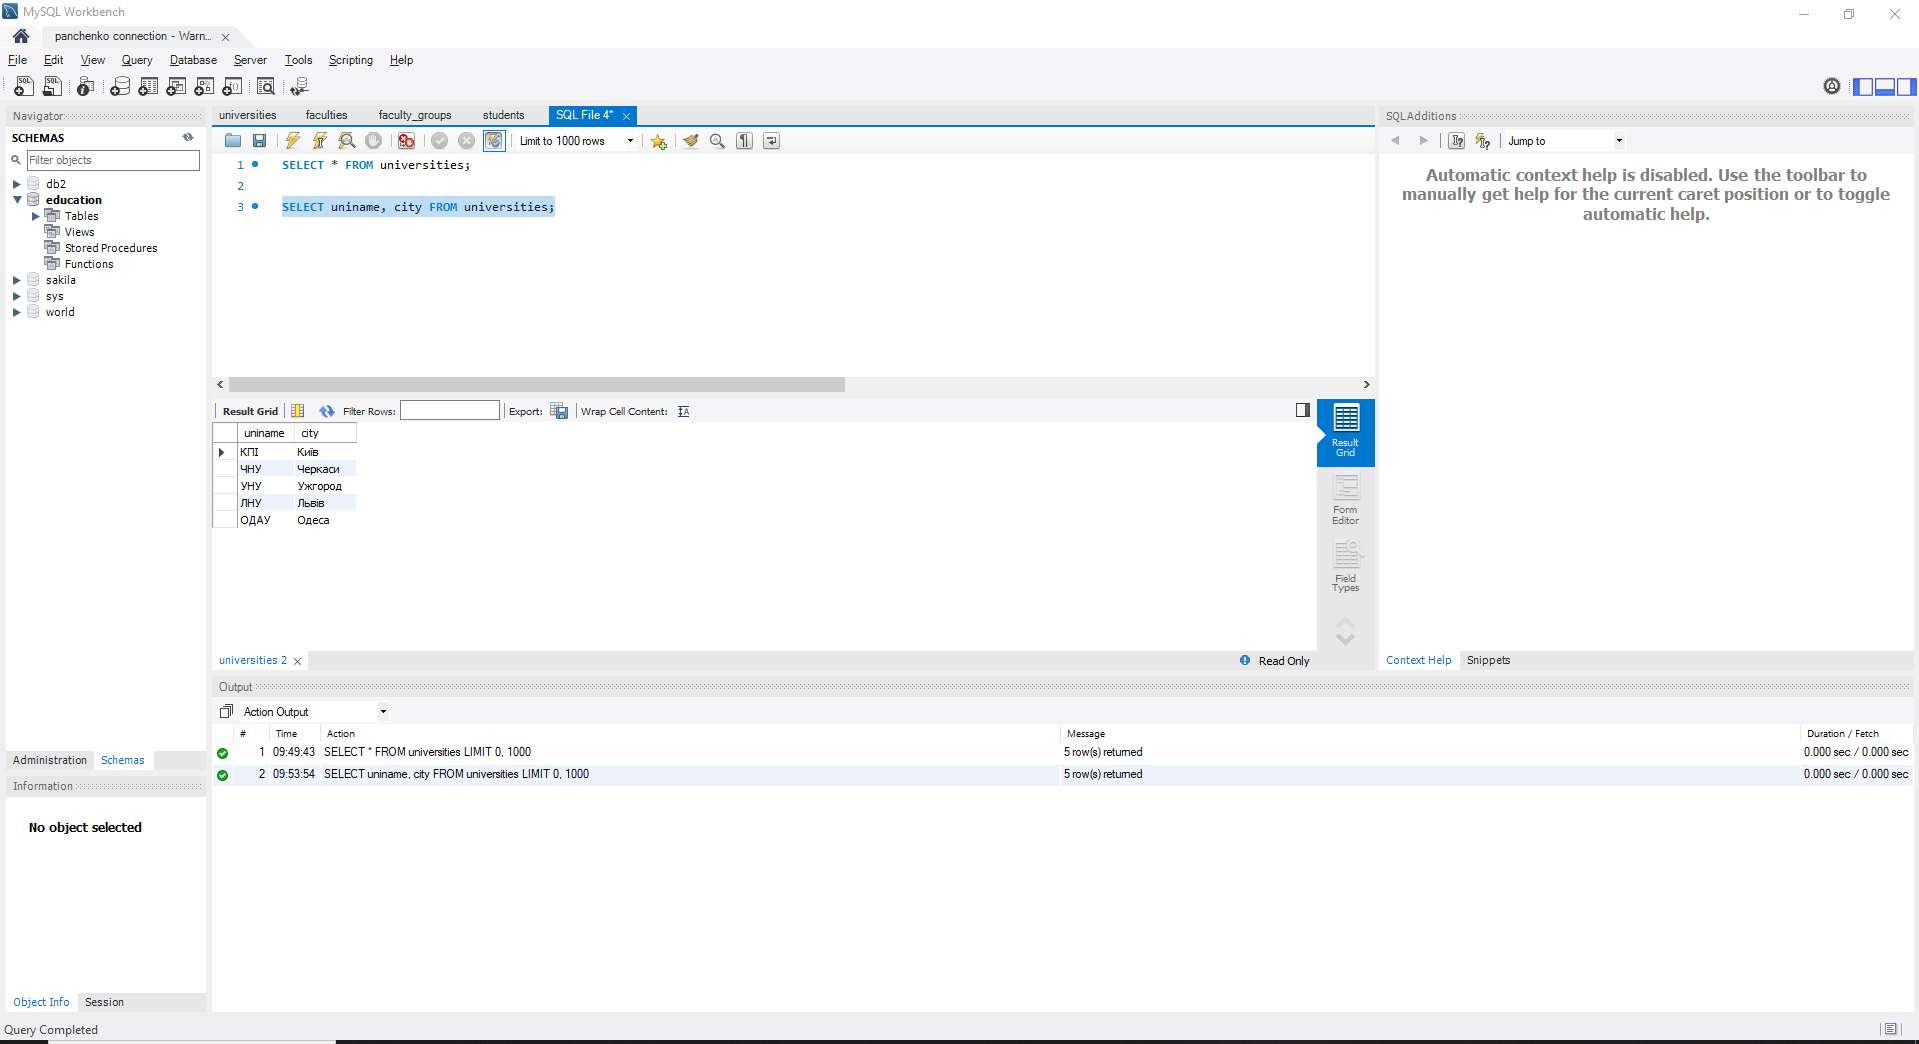 MySQL Workbench
panchenko connection - Warn...
File Edit View Query Database Server Tools Scripting Help
Navigator
SCHEMAS
Filter objects
db2
education
Tables
Views
Stored Procedures
Functions
sakila
sys
world
Administration Schemas
Information
No object selected
Object Info Session
universities faculties faculty_groups students SQL File 4*
Limit to 1000 rows
1 SELECT * FROM universities;
2
3 SELECT uniname, city FROM universities;
Result Grid Filter Rows: Export: Wrap Cell Content:
uniname city
КПІ Київ
ЧНУ Черкаси
УНУ Ужгород
ЛНУ Львів
ОДАУ Одеса
Result Grid
Form Editor
Field Types
universities 2
Read Only
SQLAdditions
Jump to
Automatic context help is disabled. Use the toolbar to
manually get help for the current caret position or to toggle
automatic help.
Context Help Snippets
Output
Action Output
# Time Action Message Duration / Fetch
1 09:49:43 SELECT * FROM universities LIMIT 0, 1000 5 row(s) returned 0.000 sec / 0.000 sec
2 09:53:54 SELECT uniname, city FROM universities LIMIT 0, 1000 5 row(s) returned 0.000 sec / 0.000 sec
Query Completed